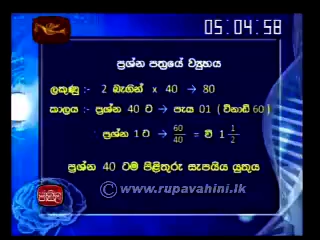 05:04:58
ප්‍රශ්න පත්‍රයේ ව්‍යුහය
ලකුණු :- 2 බැගින් x 40 → 80
කාලය :- ප්‍රශ්න 40 ට → පැය 01 ( විනාඩි 60 )
∴ ප්‍රශ්න 1 ට → 60/40 = වි 1 1/2
ප්‍රශ්න 40 ටම පිළිතුරු සැපයිය යුතුය
©www.rupavahini.lk